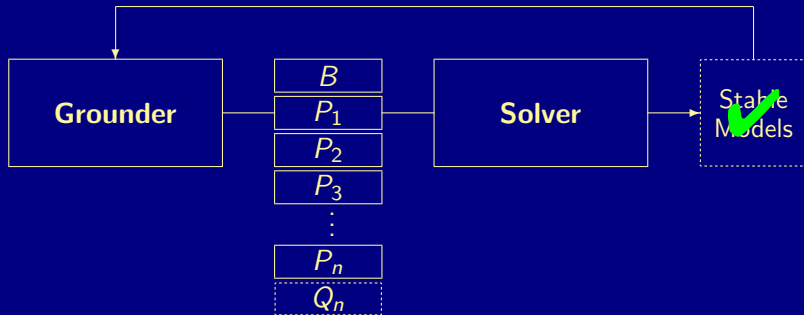 Grounder
B
P₁
P₂
P₃
⋮
Pₙ
Qₙ
Solver
Stable
Models